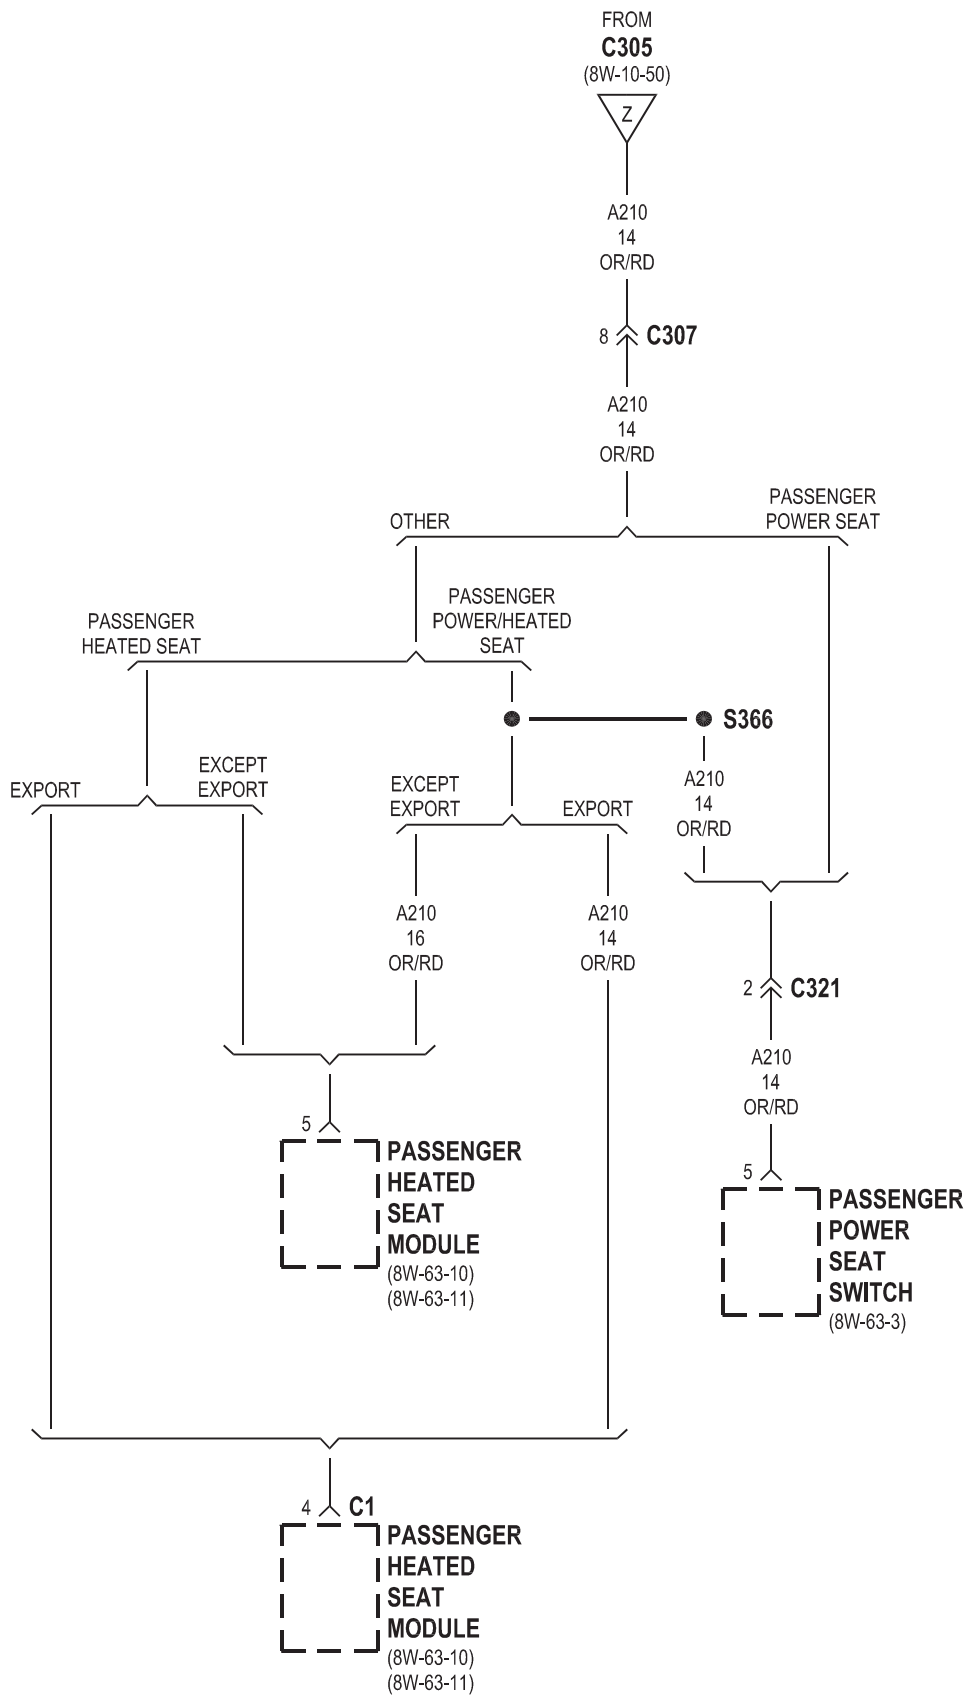 FROM
C305
(8W-10-50)
Z
A210
14
OR/RD
8
C307
A210
14
OR/RD
OTHER
PASSENGER
POWER SEAT
PASSENGER
HEATED SEAT
PASSENGER
POWER/HEATED
SEAT
S366
EXPORT
EXCEPT
EXPORT
EXCEPT
EXPORT
EXPORT
A210
14
OR/RD
A210
16
OR/RD
A210
14
OR/RD
2
C321
A210
14
OR/RD
5
PASSENGER
HEATED
SEAT
MODULE
(8W-63-10)
(8W-63-11)
5
PASSENGER
POWER
SEAT
SWITCH
(8W-63-3)
4
C1
PASSENGER
HEATED
SEAT
MODULE
(8W-63-10)
(8W-63-11)